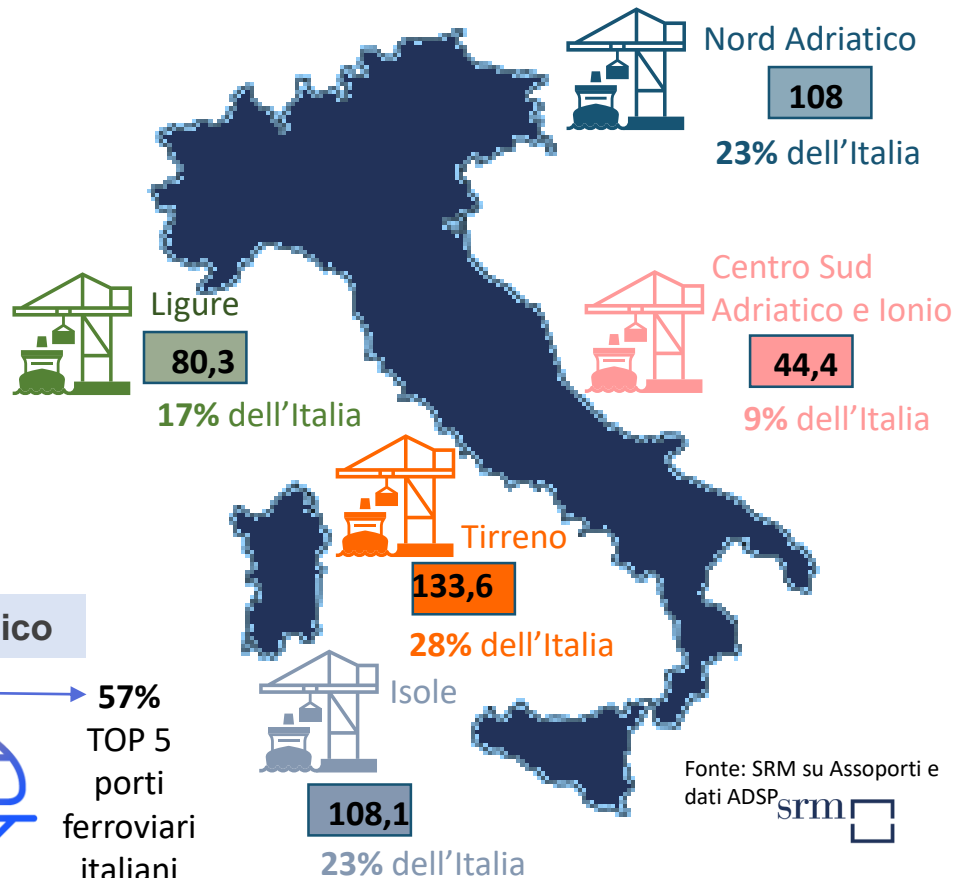 Nord Adriatico
108
23% dell’Italia
Centro Sud
Adriatico e Ionio
44,4
9% dell’Italia
Ligure
80,3
17% dell’Italia
Tirreno
133,6
28% dell’Italia
ico
57%
TOP 5
porti
ferroviari
italiani
Isole
108,1
23% dell’Italia
Fonte: SRM su Assoporti e
dati ADSP
srm